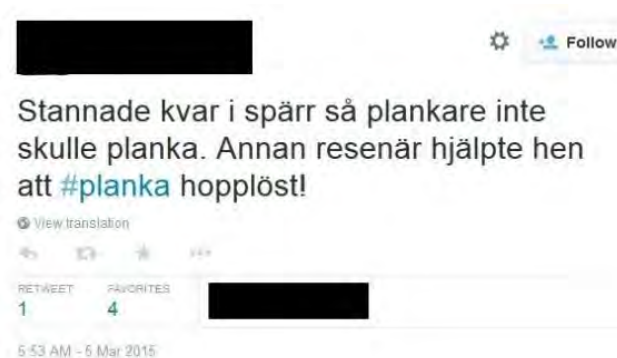 Follow
Stannade kvar i spärr så plankare inte
skulle planka. Annan resenär hjälpte hen
att #planka hopplöst!
View translation
RETWEET FAVORITES
1 4
5:53 AM - 5 Mar 2015